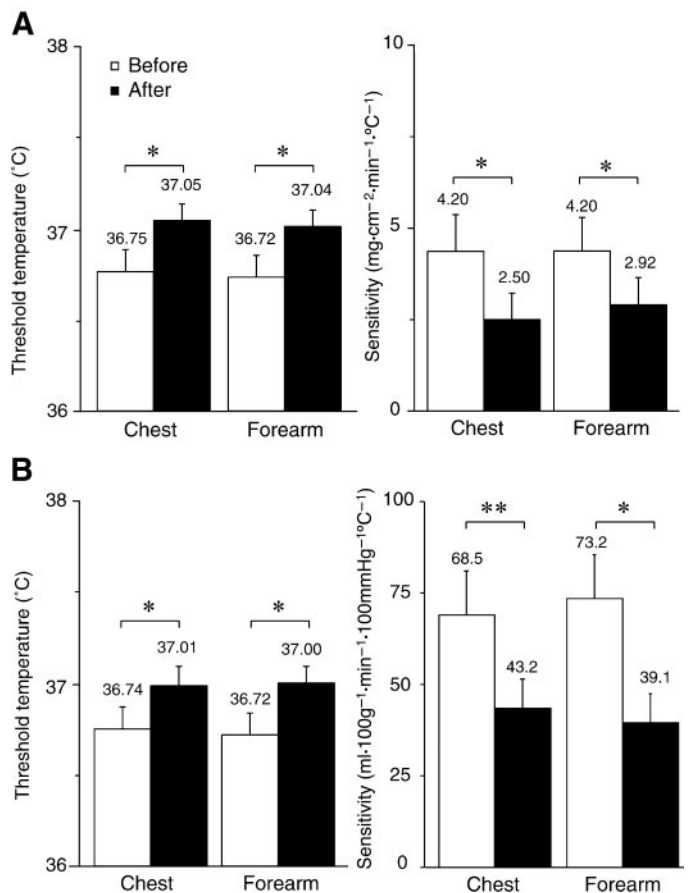 A
Threshold temperature (˚C)
38
37
36
Before
After
*
*
36.75
37.05
36.72
37.04
Chest
Forearm
Sensitivity (mg·cm⁻²·min⁻¹·ºC⁻¹)
10
5
0
*
*
4.20
2.50
4.20
2.92
Chest
Forearm
B
Threshold temperature (˚C)
38
37
36
*
*
36.74
37.01
36.72
37.00
Chest
Forearm
Sensitivity (ml·100g⁻¹·min⁻¹·100mmHg⁻¹ºC⁻¹)
100
75
50
25
0
**
*
68.5
43.2
73.2
39.1
Chest
Forearm